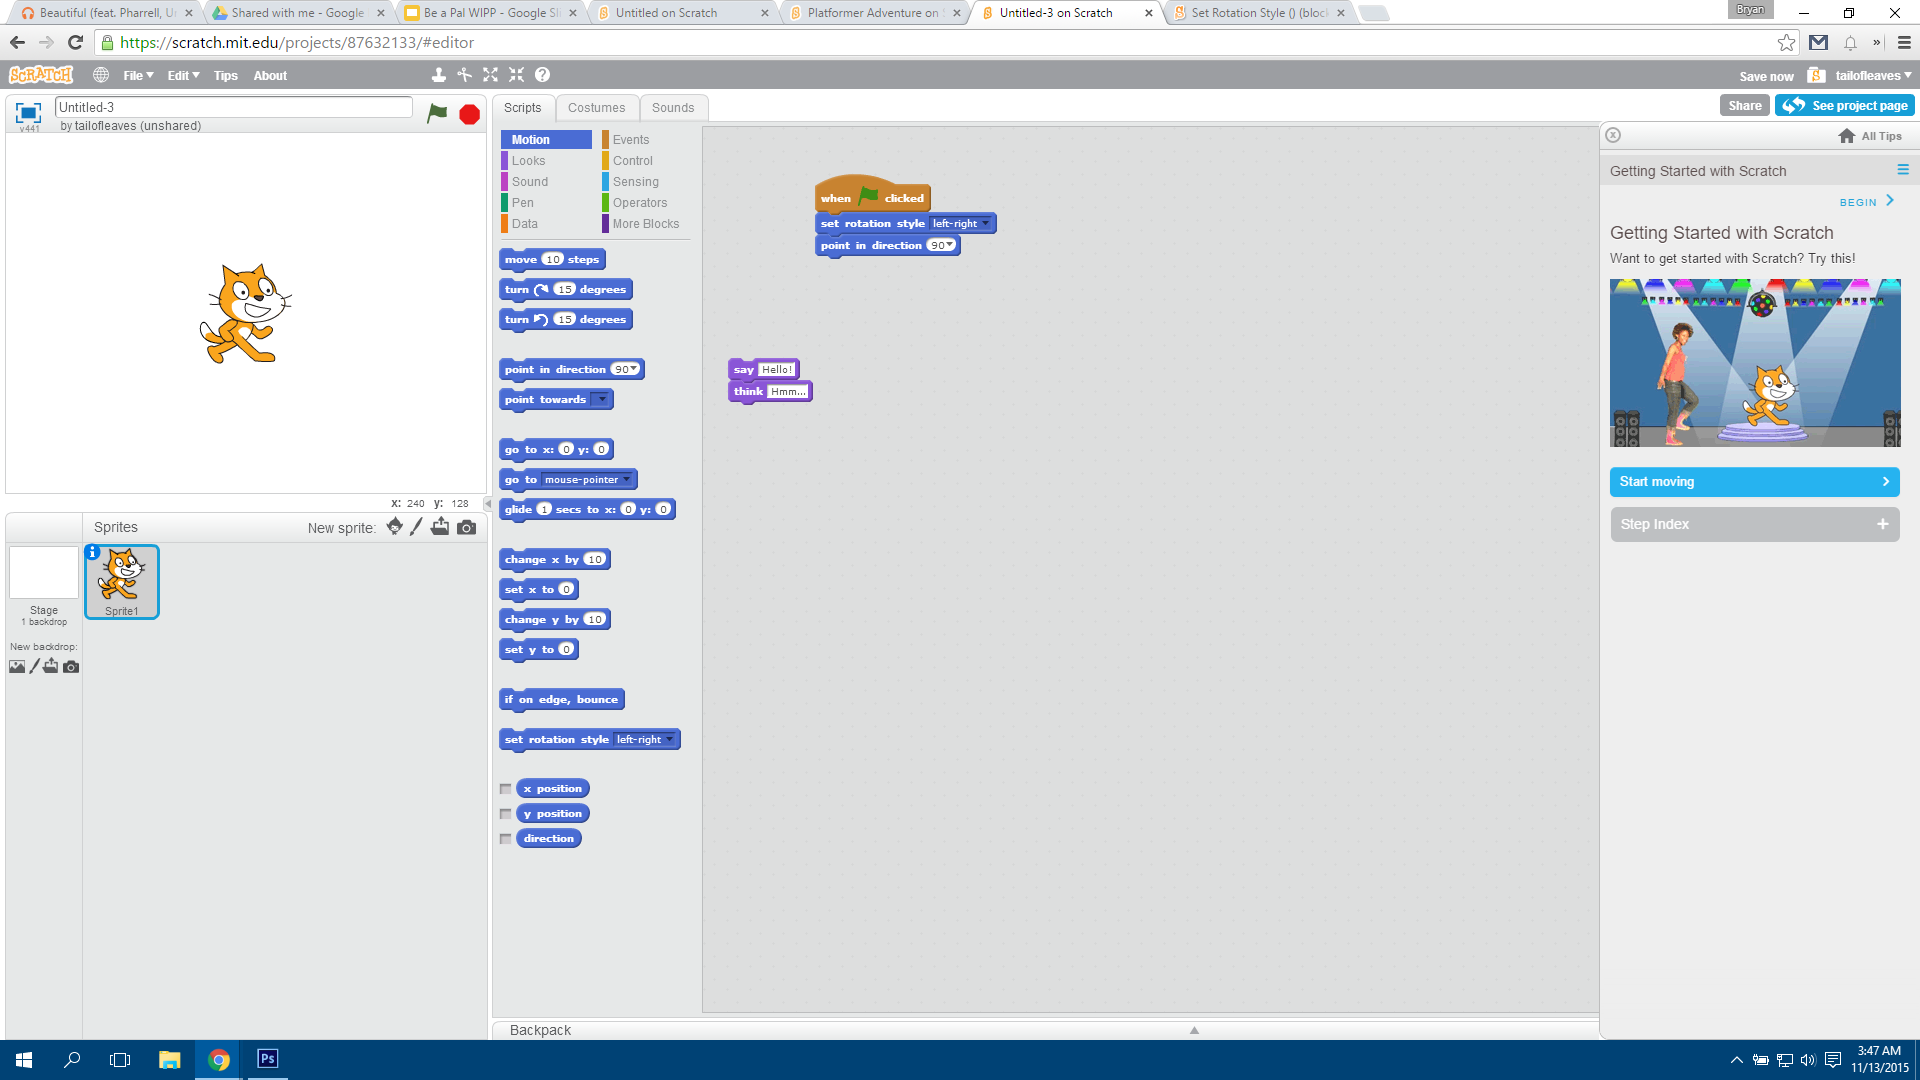 Beautiful (feat. Pharrell, Un
Shared with me - Google
Be a Pal WIPP - Google Sli
Untitled on Scratch
Platformer Adventure on S
Untitled-3 on Scratch
Set Rotation Style () (block
Bryan
https://scratch.mit.edu/projects/87632133/#editor
SCRATCH
File
Edit
Tips
About
Save now
tailofleaves
Untitled-3
by tailofleaves (unshared)
v441
Scripts
Costumes
Sounds
Share
See project page
Motion
Looks
Sound
Pen
Data
Events
Control
Sensing
Operators
More Blocks
move 10 steps
turn 15 degrees
turn 15 degrees
point in direction 90
point towards
go to x: 0 y: 0
go to mouse-pointer
glide 1 secs to x: 0 y: 0
change x by 10
set x to 0
change y by 10
set y to 0
if on edge, bounce
set rotation style left-right
x position
y position
direction
when clicked
set rotation style left-right
point in direction 90
say Hello!
think Hmm...
All Tips
Getting Started with Scratch
BEGIN
Getting Started with Scratch
Want to get started with Scratch? Try this!
Start moving
Step Index
x: 240 y: 128
Sprites
New sprite:
Stage
1 backdrop
New backdrop:
Sprite1
Backpack
Ps
3:47 AM
11/13/2015